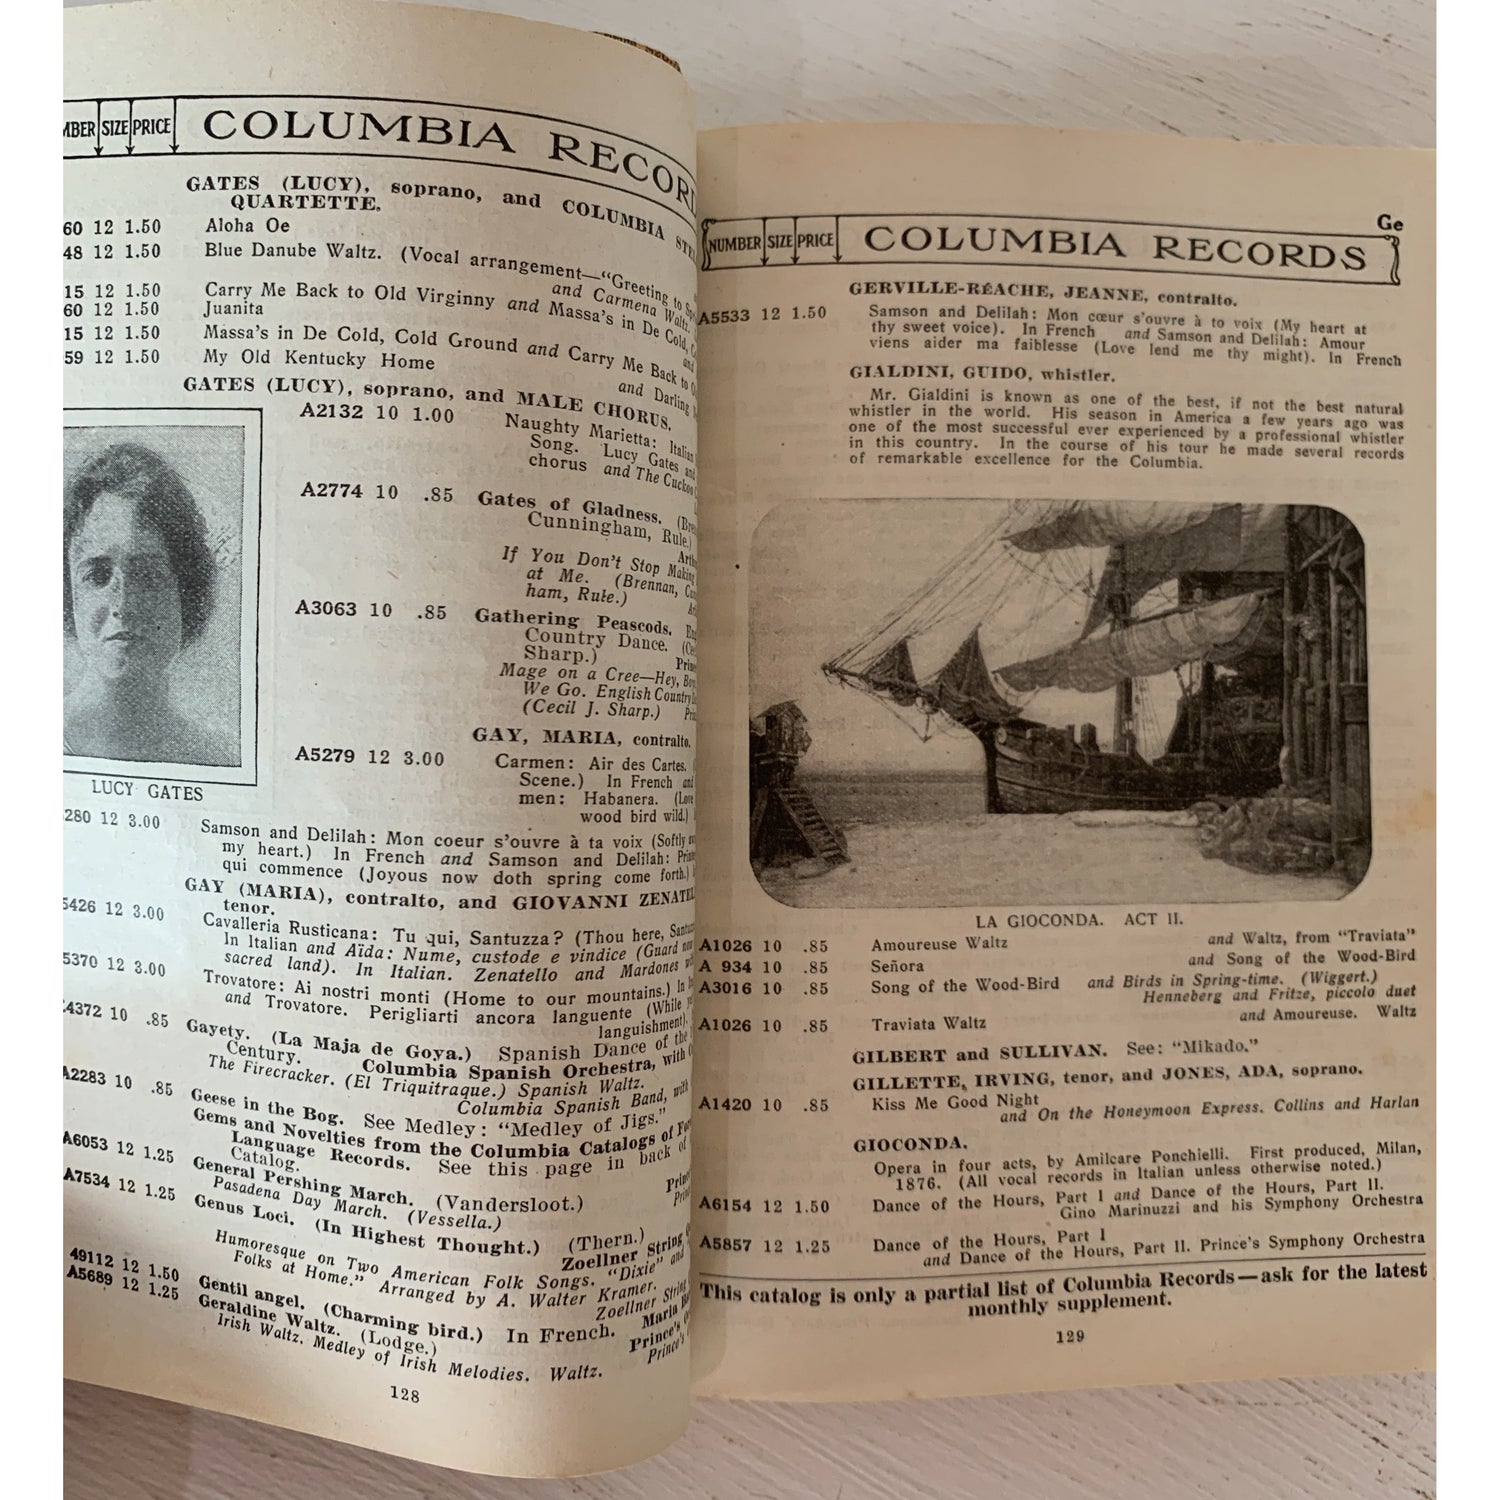 SIZE PRICE COLUMBIA RECOR
GATES (LUCY), soprano, and COLUMBIA
QUARTETTE.
60 12 1.50 Aloha Oe
48 12 1.50 Blue Danube Waltz. (Vocal arrangement—"Greeting to
and Carmena Waltz.
15 12 1.50 Carry Me Back to Old Virginny and Massa's in De Cold,
60 12 1.50 Juanita
15 12 1.50 Massa's in De Cold, Cold Ground and Carry Me Back to
59 12 1.50 My Old Kentucky Home and Darling
GATES (LUCY), soprano, and MALE CHORUS.
A2132 10 1.00 Naughty Marietta: Italian
Song. Lucy Gates and
chorus and The Cuckoo
A2774 10 .85 Gates of Gladness.
Cunningham, Rule.)
If You Don't Stop Making
at Me. (Brennan,
ham, Rule.)
A3063 10 .85 Gathering Peascods.
Country Dance.
Sharp.)
Mage on a Cree—Hey,
We Go. English Country
(Cecil J. Sharp.)
GAY, MARIA, contralto.
A5279 12 3.00 Carmen: Air des Cartes.
Scene.) In French and
men: Habanera. (Love
wood bird wild.)
LUCY GATES
280 12 3.00 Samson and Delilah: Mon coeur s'ouvre à ta voix (Softly
my heart.) In French and Samson and Delilah:
qui commence (Joyous now doth spring come forth.)
GAY (MARIA), contralto, and GIOVANNI
tenor.
5426 12 3.00 Cavalleria Rusticana: Tu qui, Santuzza? (Thou here,
In Italian and Aïda: Nume, custode e vindice (Guard
sacred land). In Italian. Zenatello and Mardones
5370 12 3.00 Trovatore: Ai nostri monti (Home to our mountains.)
and Trovatore. Perigliarti ancora languente (While
languishment).
4372 10 .85 Gayety. (La Maja de Goya.) Spanish Dance of the
Century. Columbia Spanish Orchestra, with
The Firecracker. (El Triquitraque.) Spanish Waltz.
Columbia Spanish Band, with
Geese in the Bog. See Medley: "Medley of Jigs."
A2283 10 .85
Gems and Novelties from the Columbia Catalogs of
Language Records. See this page in back of
Catalog.
A6053 12 1.25 General Pershing March. (Vandersloot.)
Pasadena Day March. (Vessella.)
A7534 12 1.25 Genus Loci. (In Highest Thought.) (Thern.)
Zoellner String
Humoresque on Two American Folk Songs. "Dixie" and
Folks at Home." Arranged by A. Walter Kramer.
Zoellner String
49112 12 1.50 Gentil angel. (Charming bird.) In French. Maria
A5689 12 1.25 Geraldine Waltz. (Lodge.) Prince's
Irish Waltz. Medley of Irish Melodies. Waltz. Prince's
128
Ge
NUMBER SIZE PRICE COLUMBIA RECORDS
GERVILLE-RÉACHE, JEANNE, contralto.
A5533 12 1.50 Samson and Delilah: Mon cœur s'ouvre à to voix (My heart at
thy sweet voice). In French and Samson and Delilah: Amour
viens aider ma faiblesse (Love lend me thy might). In French
GIALDINI, GUIDO, whistler.
Mr. Gialdini is known as one of the best, if not the best natural
whistler in the world. His season in America a few years ago was
one of the most successful ever experienced by a professional whistler
in this country. In the course of his tour he made several records
of remarkable excellence for the Columbia.
LA GIOCONDA. ACT II.
A1026 10 .85 Amoureuse Waltz and Waltz, from "Traviata"
A 934 10 .85 Señora and Song of the Wood-Bird
A3016 10 .85 Song of the Wood-Bird and Birds in Spring-time. (Wiggert.)
Henneberg and Fritze, piccolo duet
A1026 10 .85 Traviata Waltz and Amoureuse. Waltz
GILBERT and SULLIVAN. See: "Mikado."
GILLETTE, IRVING, tenor, and JONES, ADA, soprano.
A1420 10 .85 Kiss Me Good Night
and On the Honeymoon Express. Collins and Harlan
GIOCONDA.
Opera in four acts, by Amilcare Ponchielli. First produced, Milan,
1876. (All vocal records in Italian unless otherwise noted.)
A6154 12 1.50 Dance of the Hours, Part I and Dance of the Hours, Part II.
Gino Marinuzzi and his Symphony Orchestra
A5857 12 1.25 Dance of the Hours, Part I
and Dance of the Hours, Part II. Prince's Symphony Orchestra
This catalog is only a partial list of Columbia Records—ask for the latest
monthly supplement.
129